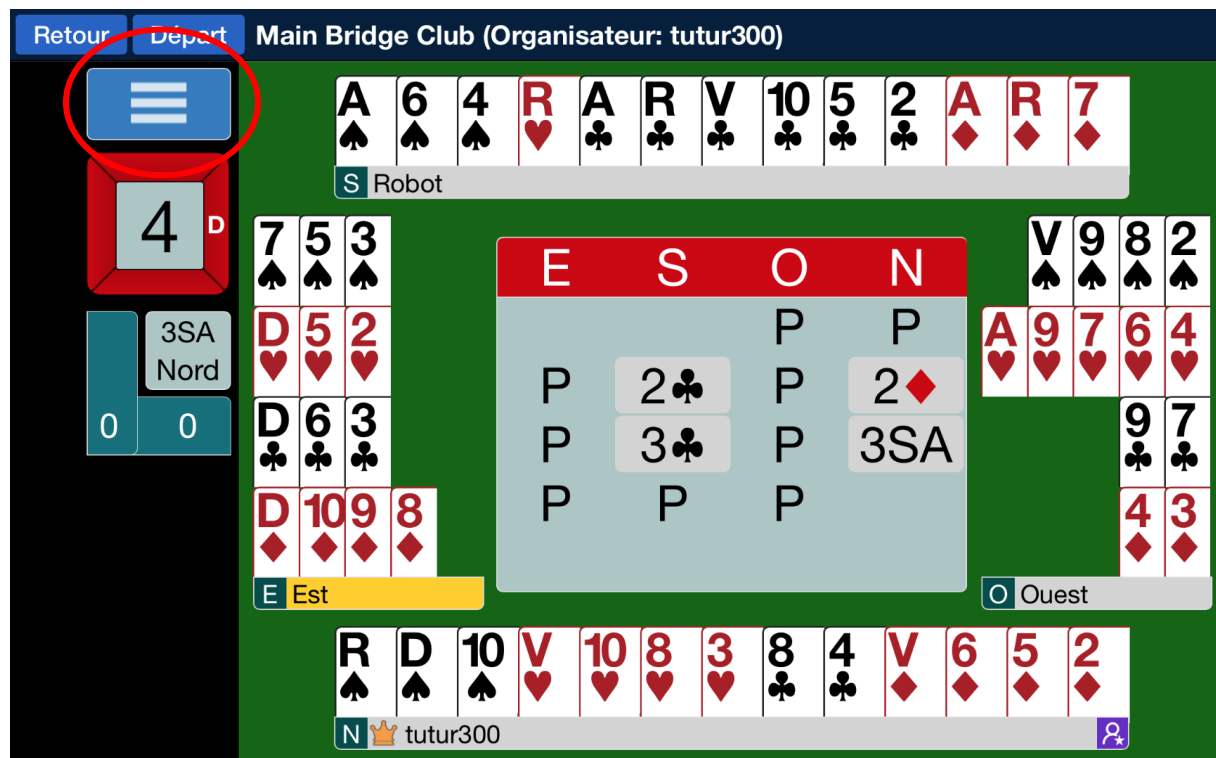 Retour Départ Main Bridge Club (Organisateur: tutur300)
A 6 4 R A R V 10 5 2 A R 7
S Robot
4 D
3SA
Nord
0 0
7 5 3
D 5 2
D 6 3
D 10 9 8
E Est
E S O N
P P
P 2♣ P 2♦
P 3♣ P 3SA
P P P
V 9 8 2
A 9 7 6 4
9 7
4 3
O Ouest
R D 10 V 10 8 3 8 4 V 6 5 2
N tutur300